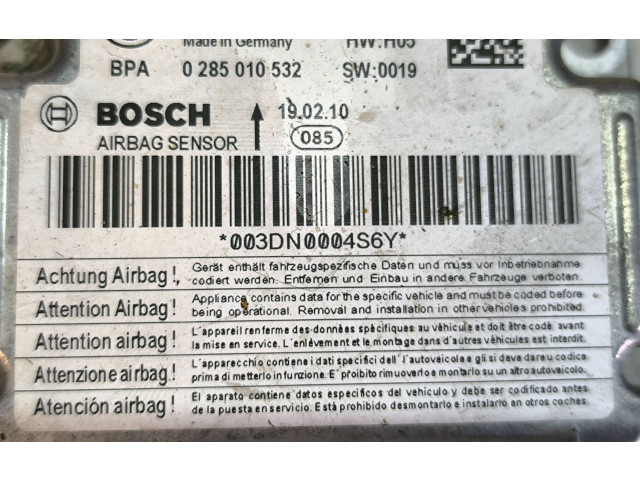 Made in Germany HW:H05
BPA 0 285 010 532 SW:0019
BOSCH 19.02.10
AIRBAG SENSOR 085
*003DN0004S6Y*
Achtung Airbag!, Gerät enthält fahrzeugspezifische Daten und muss vor Inbetriebnahme
codiert werden. Entfernen und Einbau in andere Fahrzeuge verboten.
Attention Airbag! Appliance contains data for the specific vehicle and must be coded before
being operational. Removal and installation in other vehicles prohibited.
Attention airbag! L'appareil renferme des données spécifiques au véhicule et doit être codé avant
la mise en service. L'enlèvement et le montage dans d'autres véhicules est interdit.
Attenzione airbag! L'apparecchio contiene i dati specifici dell'autoveicolo e gli si deve dare u codica
prima di metterlo in funzione. E'proibito rimuoverlo e montarlo su un altro autoveicolo.
Atención airbag! El aparato contiene datos específicos del vehículo y debe ser codificado antes
de la puesta en servicio. Está prohibido desmontarlo e instalarlo en otros coches.